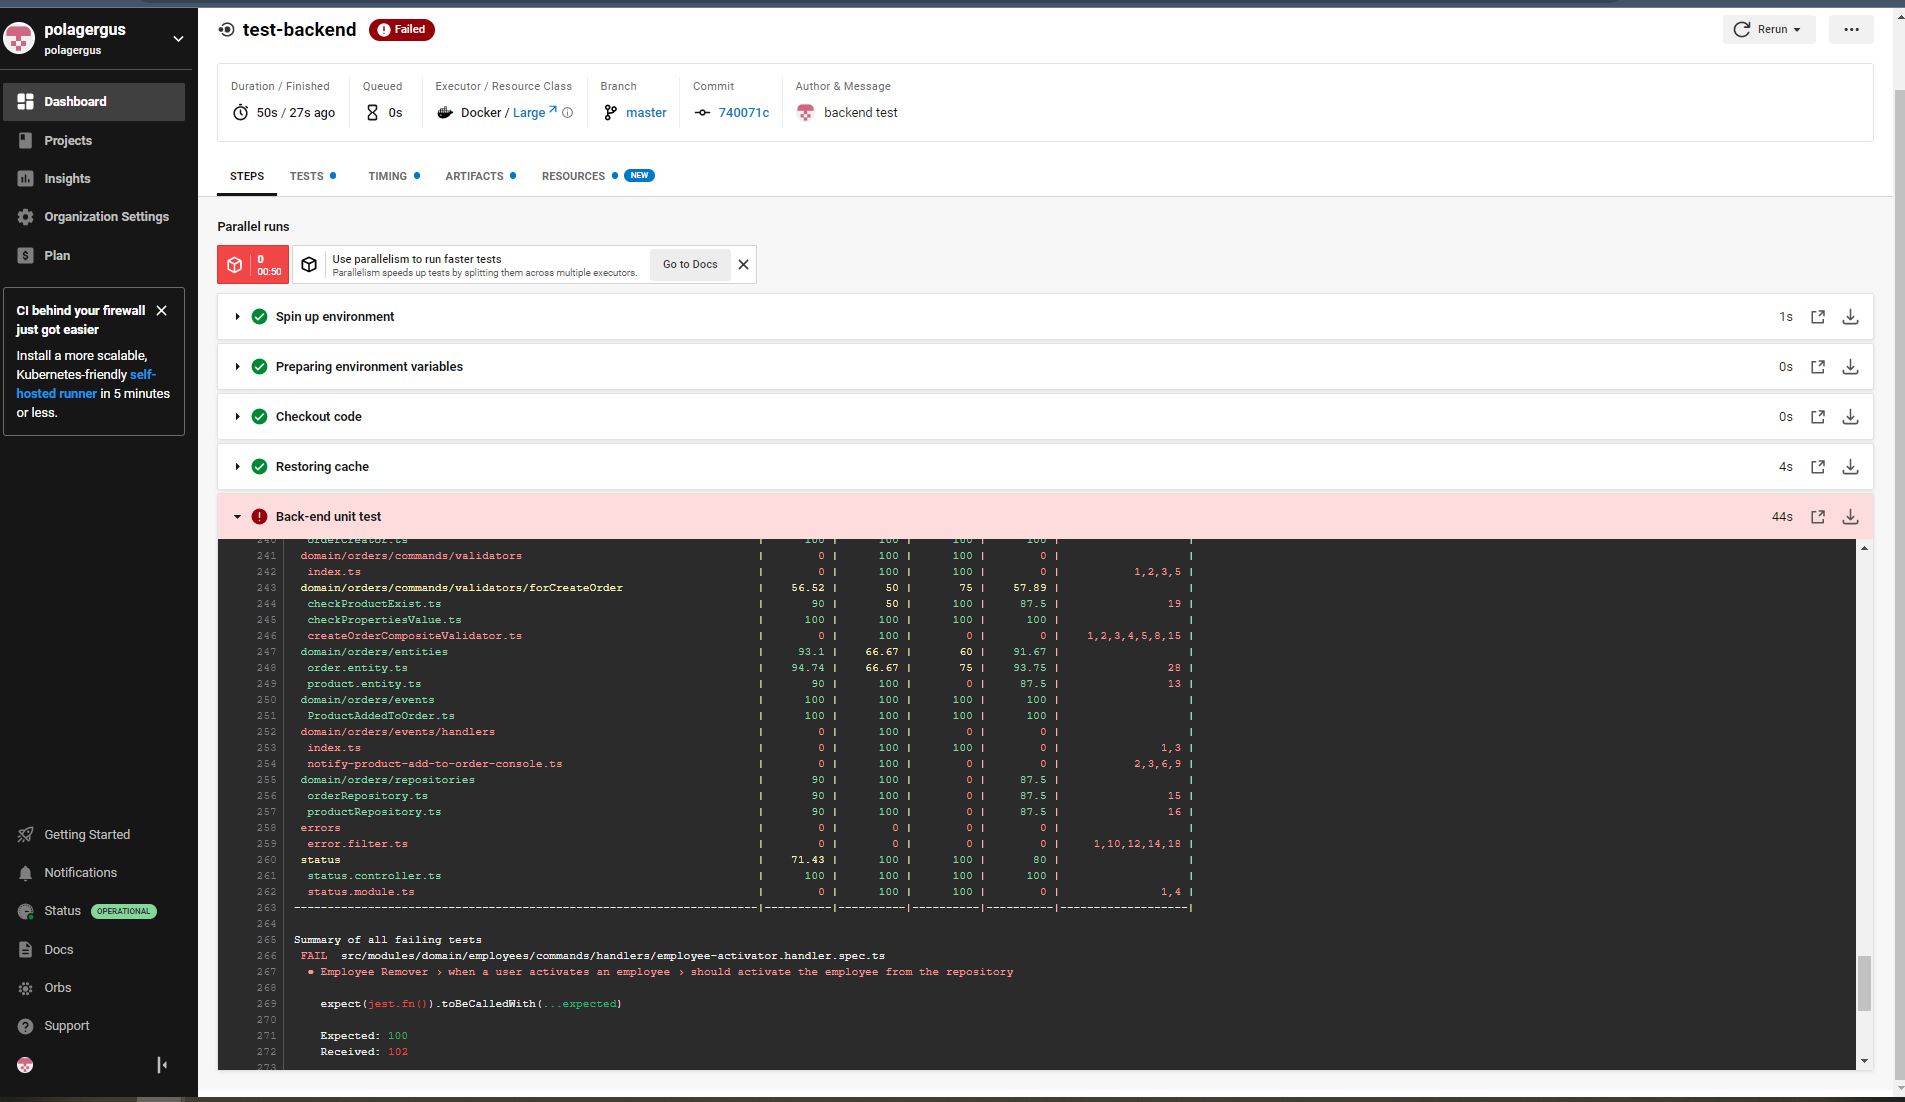 polagergus
polagergus
Dashboard
Projects
Insights
Organization Settings
Plan
CI behind your firewall
just got easier
Install a more scalable,
Kubernetes-friendly self-
hosted runner in 5 minutes
or less.
Getting Started
Notifications
Status OPERATIONAL
Docs
Orbs
Support
test-backend Failed
Rerun
Duration / Finished Queued Executor / Resource Class Branch Commit Author & Message
50s / 27s ago 0s Docker / Large master 740071c backend test
STEPS TESTS TIMING ARTIFACTS RESOURCES NEW
Parallel runs
0
00:50
Use parallelism to run faster tests
Parallelism speeds up tests by splitting them across multiple executors.
Go to Docs
Spin up environment 1s
Preparing environment variables 0s
Checkout code 0s
Restoring cache 4s
Back-end unit test 44s
240 orderCreator.ts | 100 | 100 | 100 | 100 | |
241 domain/orders/commands/validators | 0 | 100 | 100 | 0 | |
242 index.ts | 0 | 100 | 100 | 0 | 1,2,3,5 |
243 domain/orders/commands/validators/forCreateOrder | 56.52 | 50 | 75 | 57.89 | |
244 checkProductExist.ts | 90 | 50 | 100 | 87.5 | 19 |
245 checkPropertiesValue.ts | 100 | 100 | 100 | 100 | |
246 createOrderCompositeValidator.ts | 0 | 100 | 0 | 0 | 1,2,3,4,5,8,15 |
247 domain/orders/entities | 93.1 | 66.67 | 60 | 91.67 | |
248 order.entity.ts | 94.74 | 66.67 | 75 | 93.75 | 28 |
249 product.entity.ts | 90 | 100 | 0 | 87.5 | 13 |
250 domain/orders/events | 100 | 100 | 100 | 100 | |
251 ProductAddedToOrder.ts | 100 | 100 | 100 | 100 | |
252 domain/orders/events/handlers | 0 | 100 | 0 | 0 | |
253 index.ts | 0 | 100 | 100 | 0 | 1,3 |
254 notify-product-add-to-order-console.ts | 0 | 100 | 0 | 0 | 2,3,6,9 |
255 domain/orders/repositories | 90 | 100 | 0 | 87.5 | |
256 orderRepository.ts | 90 | 100 | 0 | 87.5 | 15 |
257 productRepository.ts | 90 | 100 | 0 | 87.5 | 16 |
258 errors | 0 | 0 | 0 | 0 | |
259 error.filter.ts | 0 | 0 | 0 | 0 | 1,10,12,14,18 |
260 status | 71.43 | 100 | 100 | 80 | |
261 status.controller.ts | 100 | 100 | 100 | 100 | |
262 status.module.ts | 0 | 100 | 100 | 0 | 1,4 |
263 ---------------------------------------------------------------------|----------|----------|----------|----------|-------------------|
264
265 Summary of all failing tests
266 FAIL src/modules/domain/employees/commands/handlers/employee-activator.handler.spec.ts
267 ● Employee Remover › when a user activates an employee › should activate the employee from the repository
268
269 expect(jest.fn()).toBeCalledWith(...expected)
270
271 Expected: 100
272 Received: 102
273